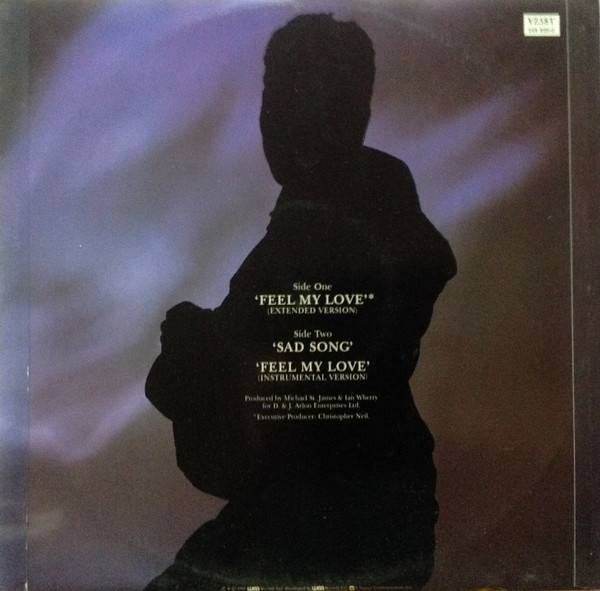 YZ38T
Side One
‘FEEL MY LOVE’*
(EXTENDED VERSION)
Side Two
‘SAD SONG’
‘FEEL MY LOVE’
(INSTRUMENTAL VERSION)
Produced by Michael St. James & Ian Wherry
for D. & J. Arlon Enterprises Ltd.
*Executive Producer: Christopher Neil.